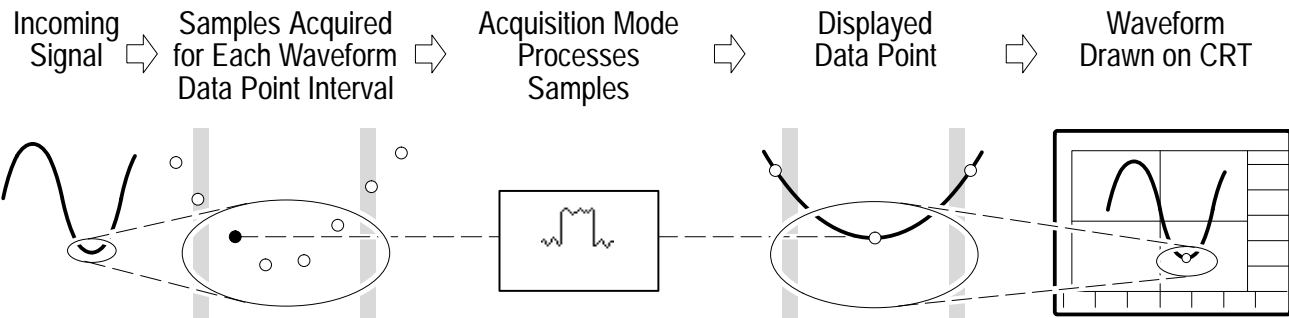 Incoming
Signal
Samples Acquired
for Each Waveform
Data Point Interval
Acquisition Mode
Processes
Samples
Displayed
Data Point
Waveform
Drawn on CRT